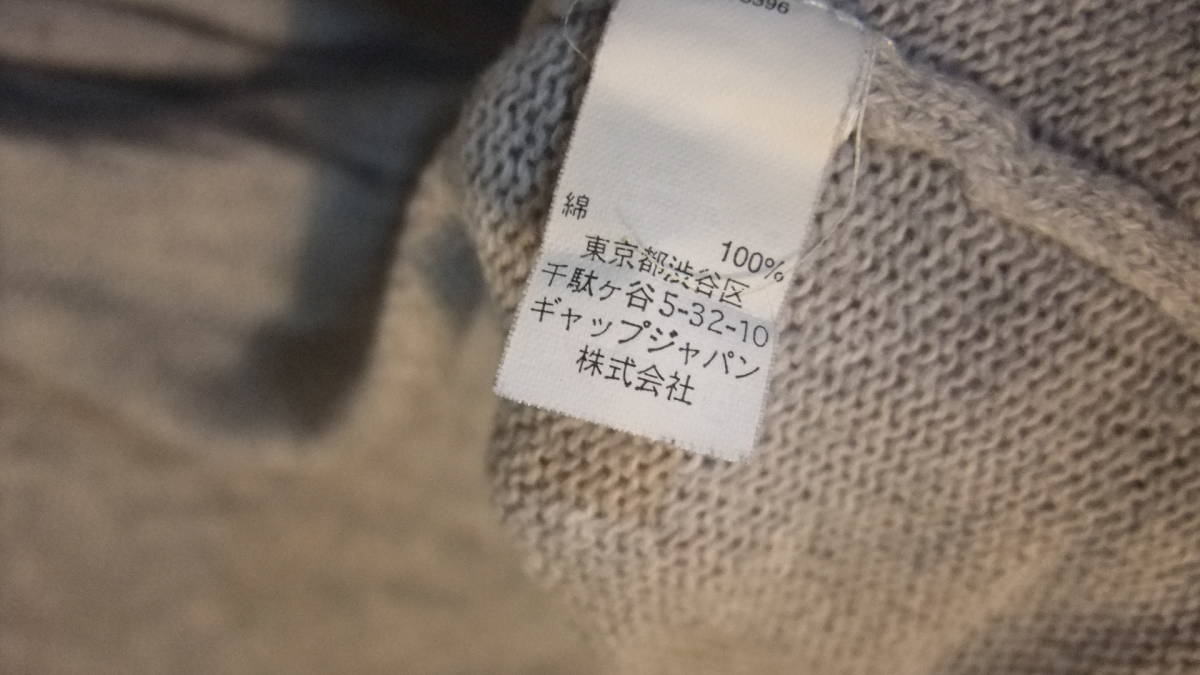 綿
100%
東京都渋谷区
千駄ヶ谷5-32-10
ギャップジャパン
株式会社